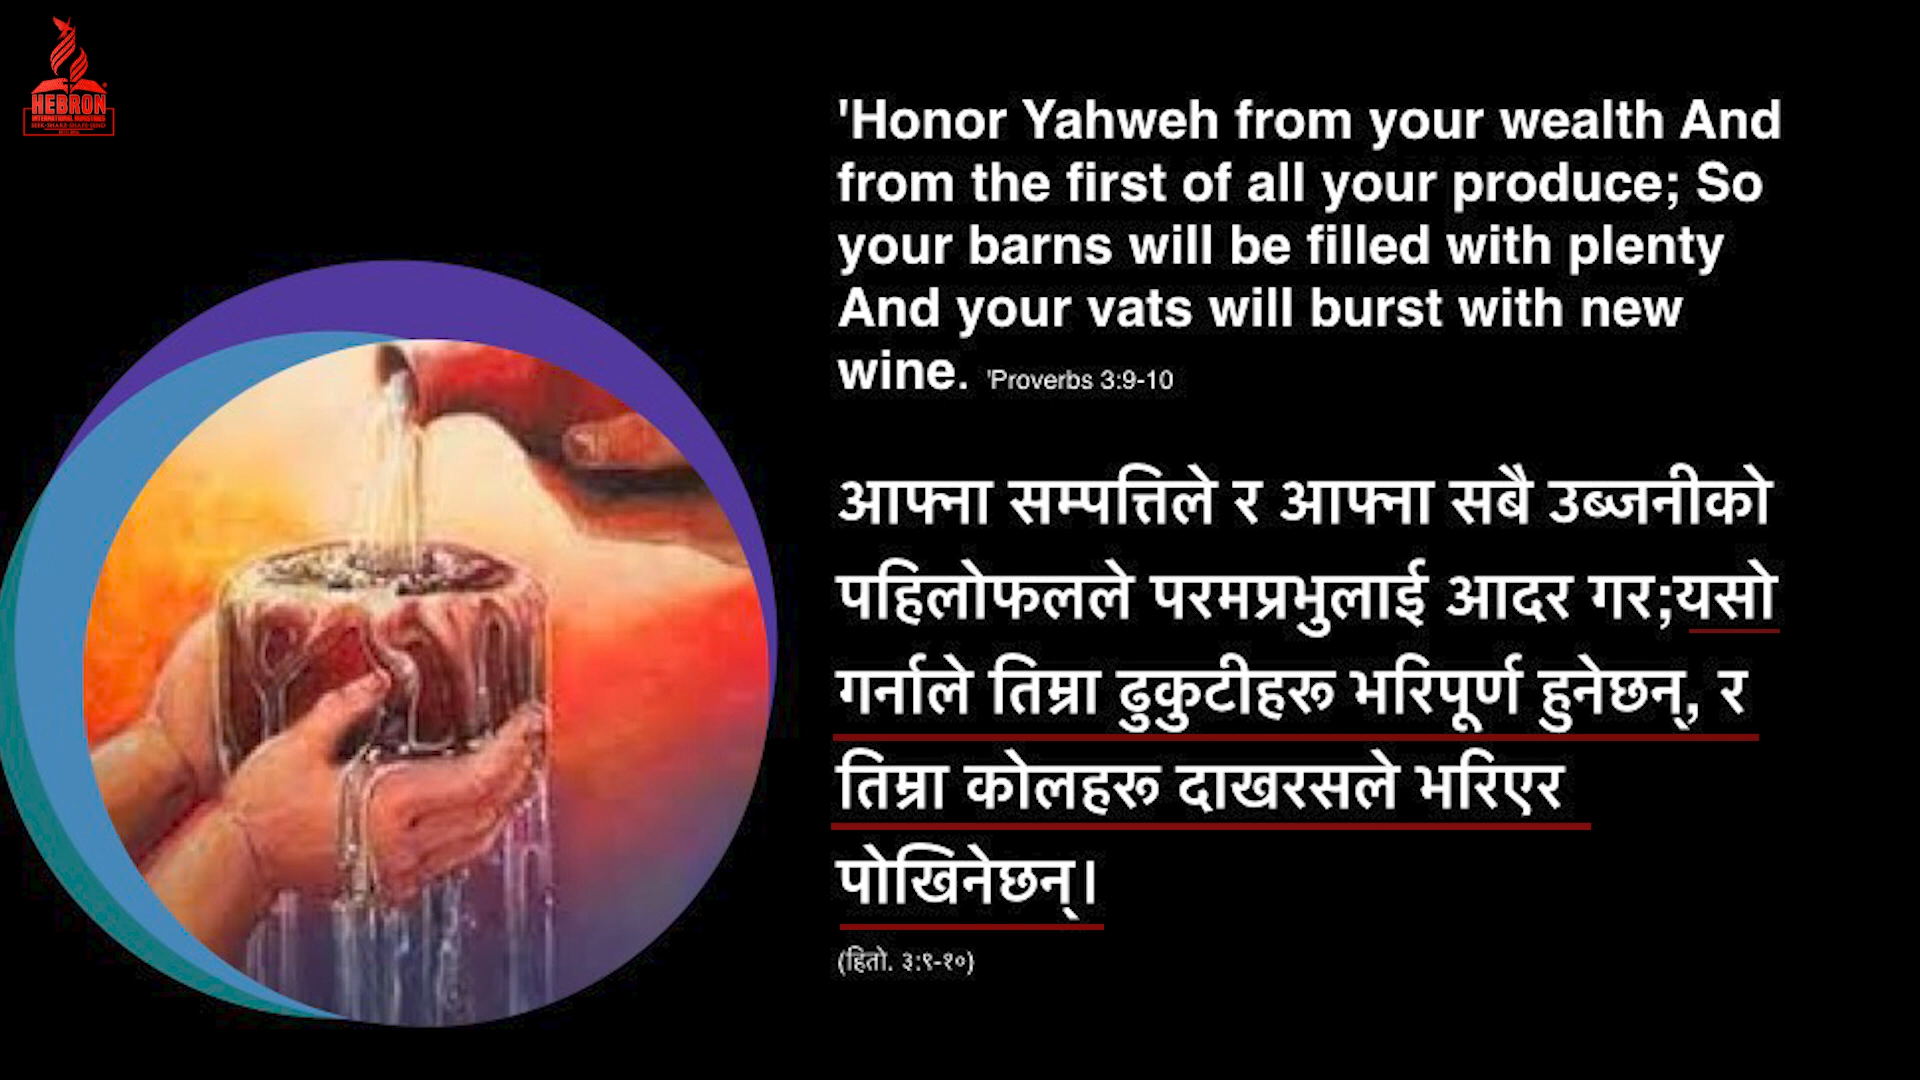 HEBRON
INTERNATIONAL MINISTRIES
'Honor Yahweh from your wealth And
from the first of all your produce; So
your barns will be filled with plenty
And your vats will burst with new
wine. 'Proverbs 3:9-10
आफ्ना सम्पत्तिले र आफ्ना सबै उब्जनीको
पहिलोफलले परमप्रभुलाई आदर गर;यसो
गर्नाले तिम्रा ढुकुटीहरू भरिपूर्ण हुनेछन्, र
तिम्रा कोलहरू दाखरसले भरिएर
पोखिनेछन्।
(हितो. ३:९-१०)